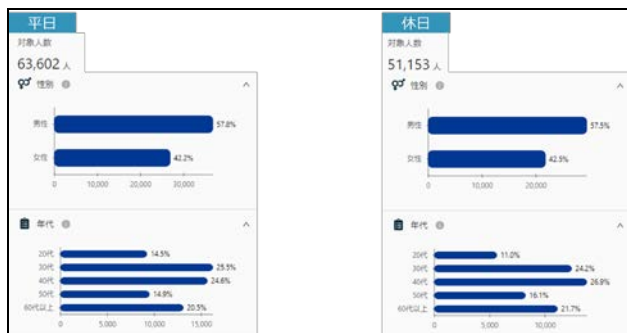 平日
対象人数
63,602 人
性別
男性 57.8%
女性 42.2%
0 10,000 20,000 30,000
年代
20代 14.5%
30代 25.5%
40代 24.6%
50代 14.9%
60代以上 20.5%
0 5,000 10,000 15,000
休日
対象人数
51,153 人
性別
男性 57.5%
女性 42.5%
0 10,000 20,000
年代
20代 11.0%
30代 24.2%
40代 26.9%
50代 16.1%
60代以上 21.7%
0 5,000 10,000